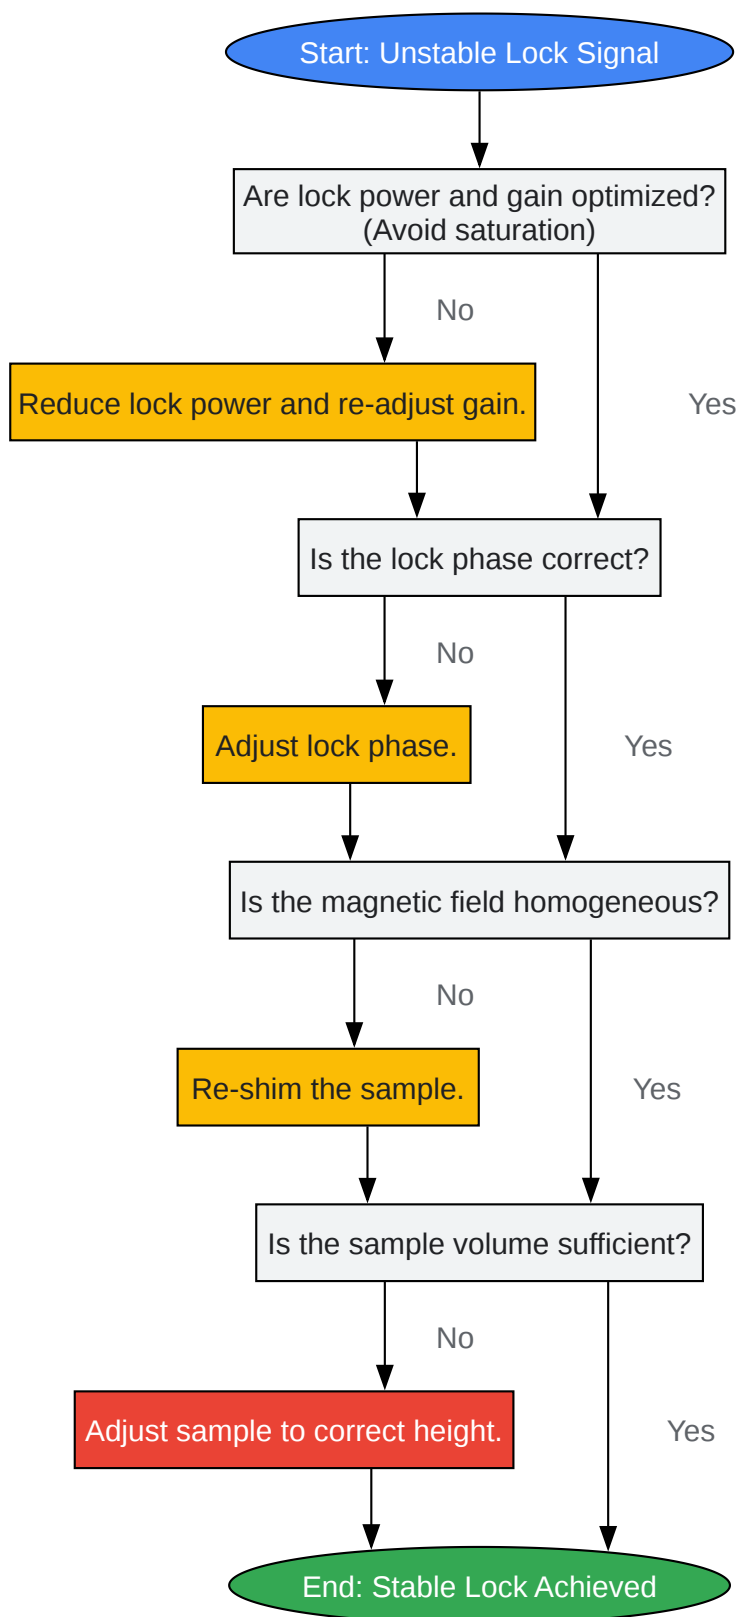 Start: Unstable Lock Signal
Are lock power and gain optimized?
(Avoid saturation)
No
Reduce lock power and re-adjust gain.
Yes
Is the lock phase correct?
No
Adjust lock phase.
Yes
Is the magnetic field homogeneous?
No
Re-shim the sample.
Yes
Is the sample volume sufficient?
No
Adjust sample to correct height.
Yes
End: Stable Lock Achieved